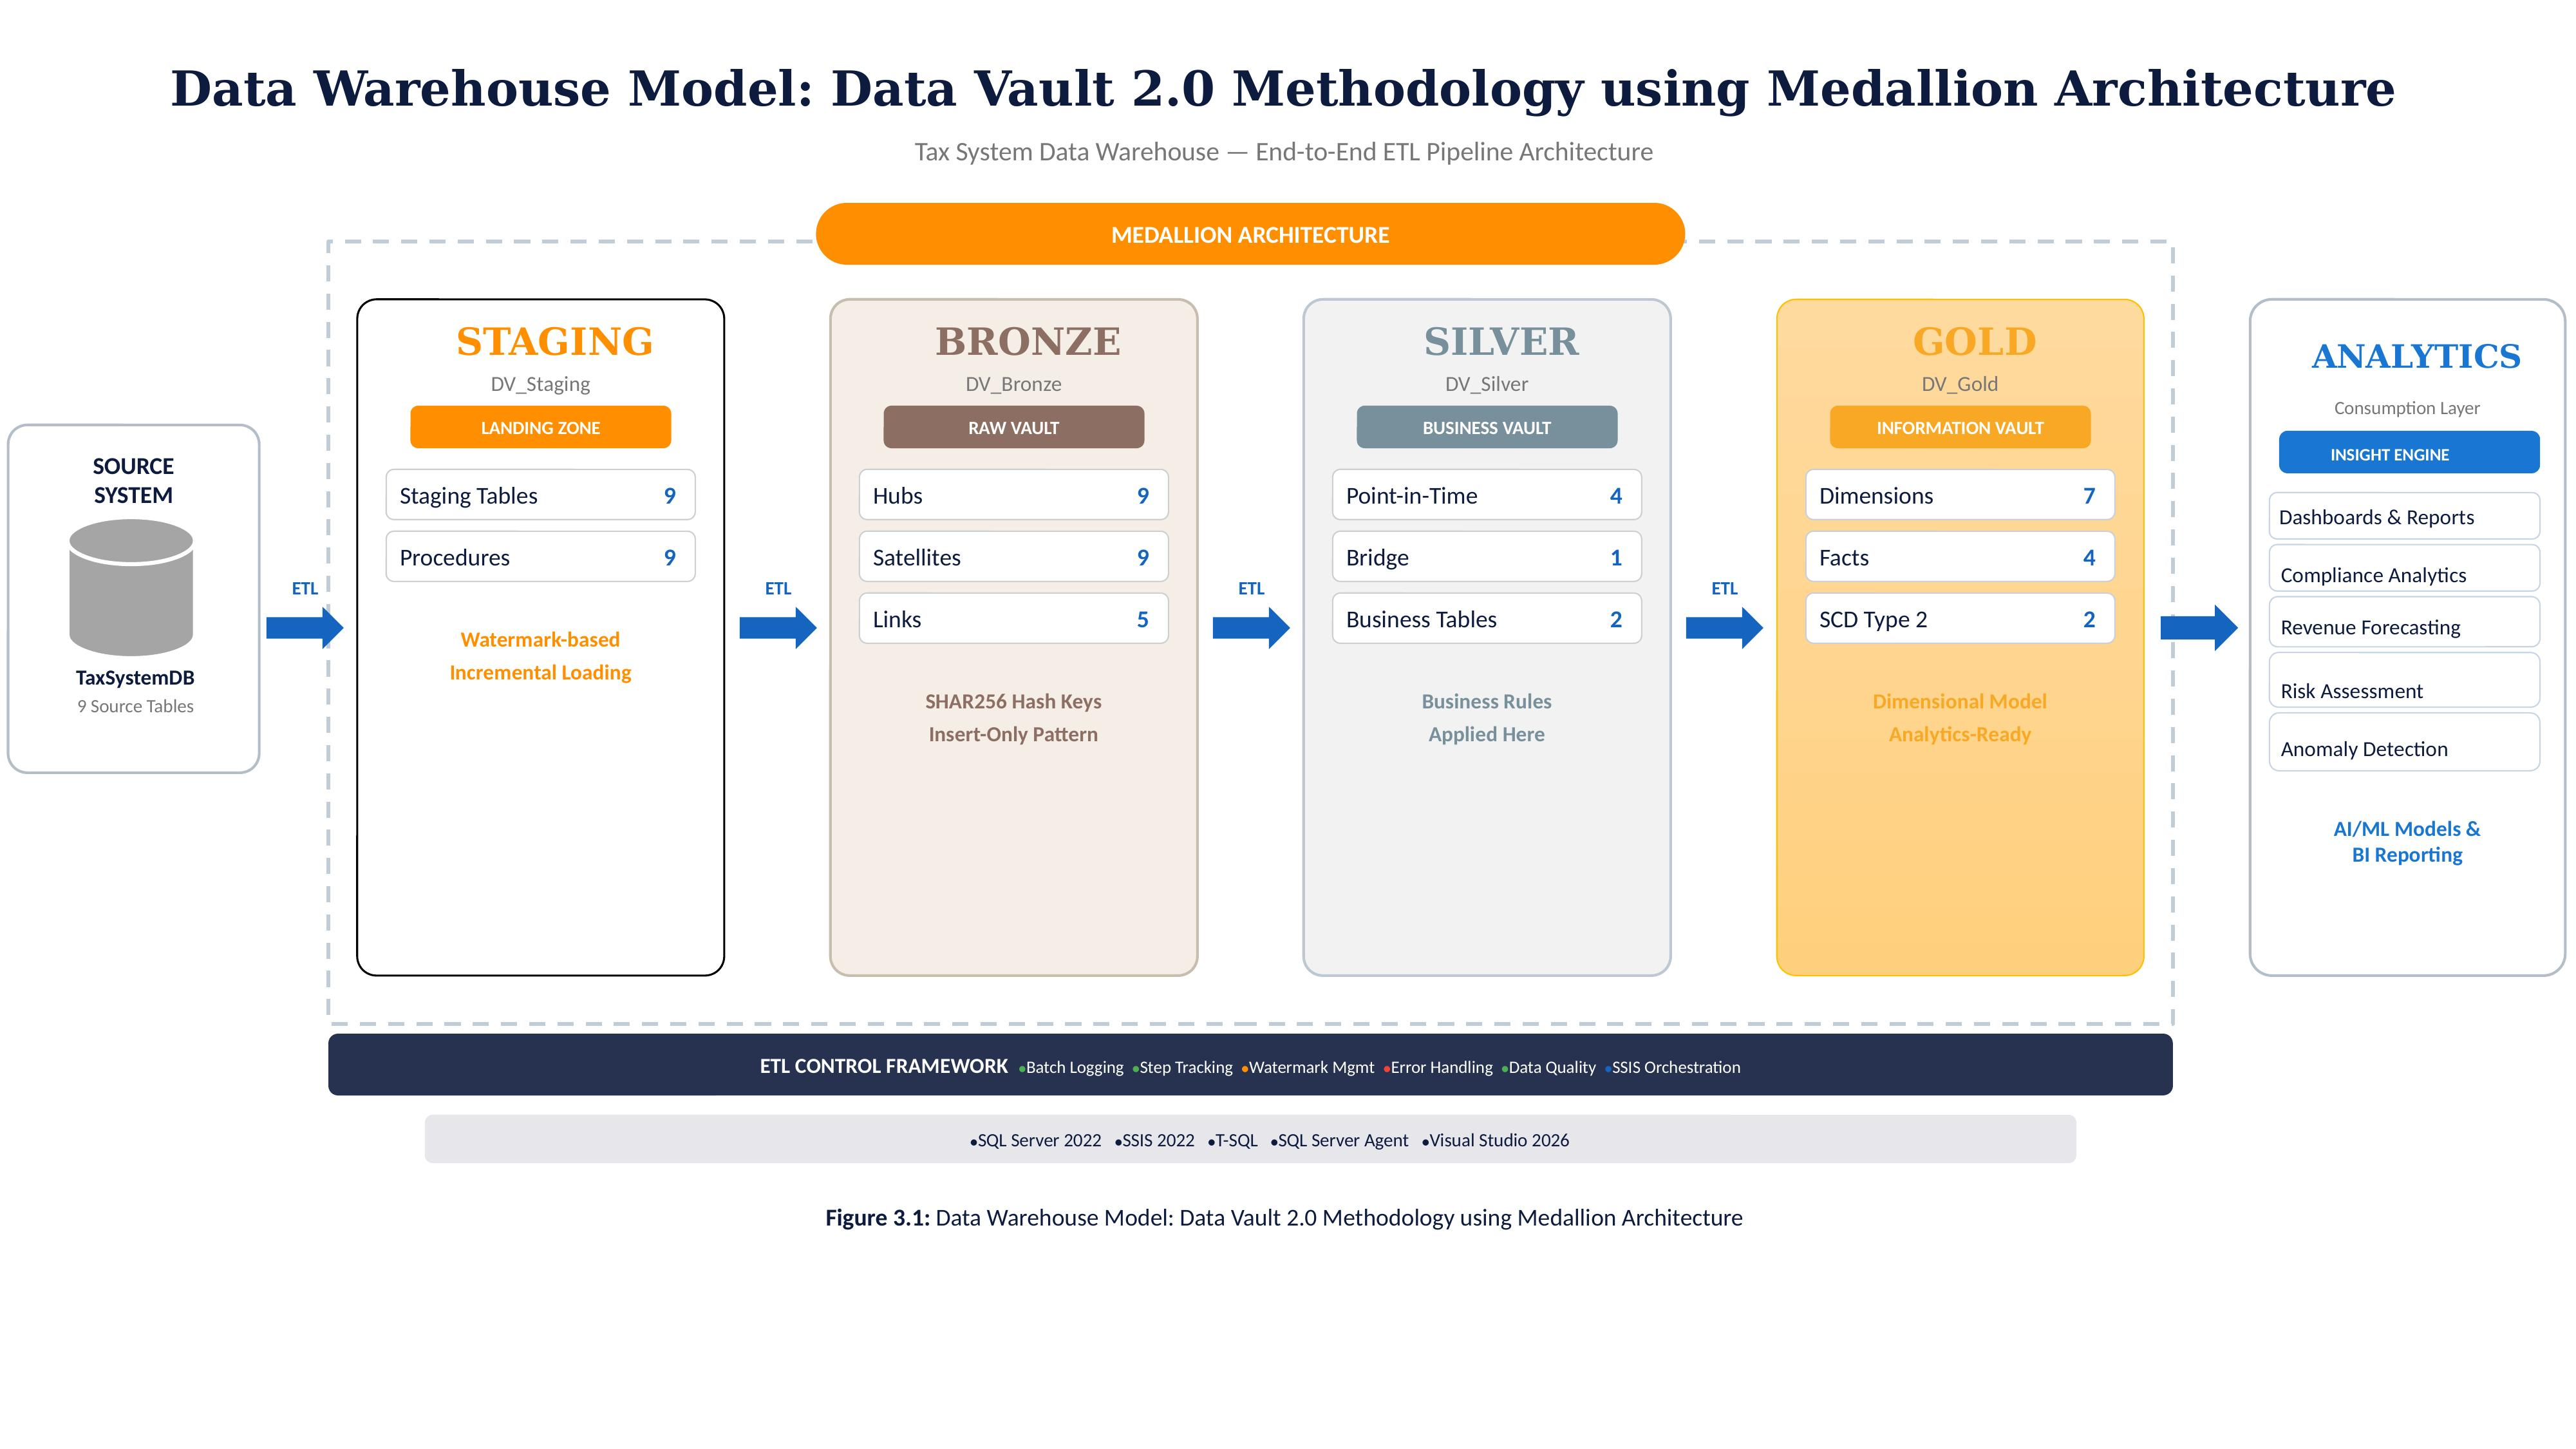 Data Warehouse Model: Data Vault 2.0 Methodology using Medallion Architecture
Tax System Data Warehouse — End-to-End ETL Pipeline Architecture
MEDALLION ARCHITECTURE
SOURCE
SYSTEM
TaxSystemDB
9 Source Tables
ETL
STAGING
DV_Staging
LANDING ZONE
Staging Tables 9
Procedures 9
Watermark-based
Incremental Loading
ETL
BRONZE
DV_Bronze
RAW VAULT
Hubs 9
Satellites 9
Links 5
SHAR256 Hash Keys
Insert-Only Pattern
ETL
SILVER
DV_Silver
BUSINESS VAULT
Point-in-Time 4
Bridge 1
Business Tables 2
Business Rules
Applied Here
ETL
GOLD
DV_Gold
INFORMATION VAULT
Dimensions 7
Facts 4
SCD Type 2 2
Dimensional Model
Analytics-Ready
ANALYTICS
Consumption Layer
INSIGHT ENGINE
Dashboards & Reports
Compliance Analytics
Revenue Forecasting
Risk Assessment
Anomaly Detection
AI/ML Models &
BI Reporting
ETL CONTROL FRAMEWORK •Batch Logging •Step Tracking •Watermark Mgmt •Error Handling •Data Quality •SSIS Orchestration
•SQL Server 2022 •SSIS 2022 •T-SQL •SQL Server Agent •Visual Studio 2026
Figure 3.1: Data Warehouse Model: Data Vault 2.0 Methodology using Medallion Architecture